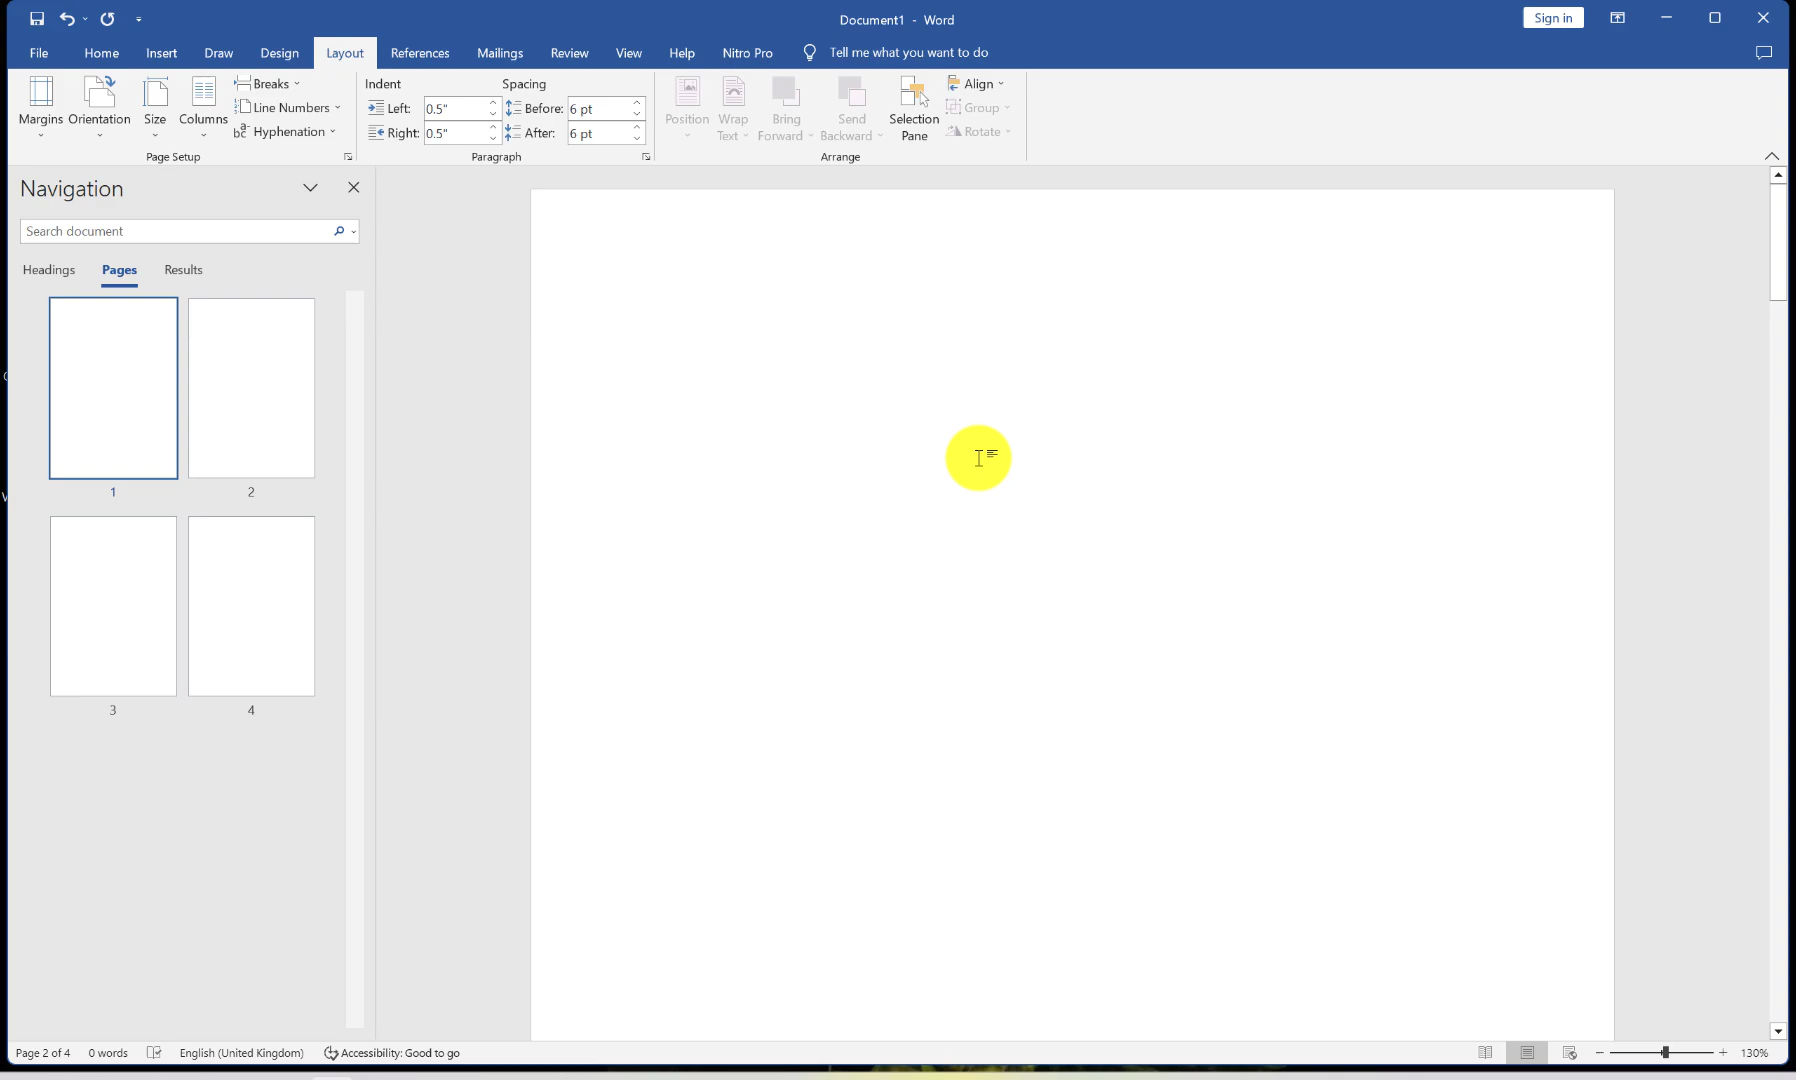 Document1 - Word
Sign in
File Home Insert Draw Design Layout References Mailings Review View Help Nitro Pro Tell me what you want to do
Margins Orientation Size Columns
Breaks
Line Numbers
Hyphenation
Page Setup
Indent
Left: 0.5"
Right: 0.5"
Spacing
Before: 6 pt
After: 6 pt
Paragraph
Position
Wrap
Text
Bring
Forward
Send
Backward
Selection
Pane
Align
Group
Rotate
Arrange
Navigation
Search document
Headings Pages Results
1 2
3 4
Page 2 of 4 0 words English (United Kingdom) Accessibility: Good to go 130%